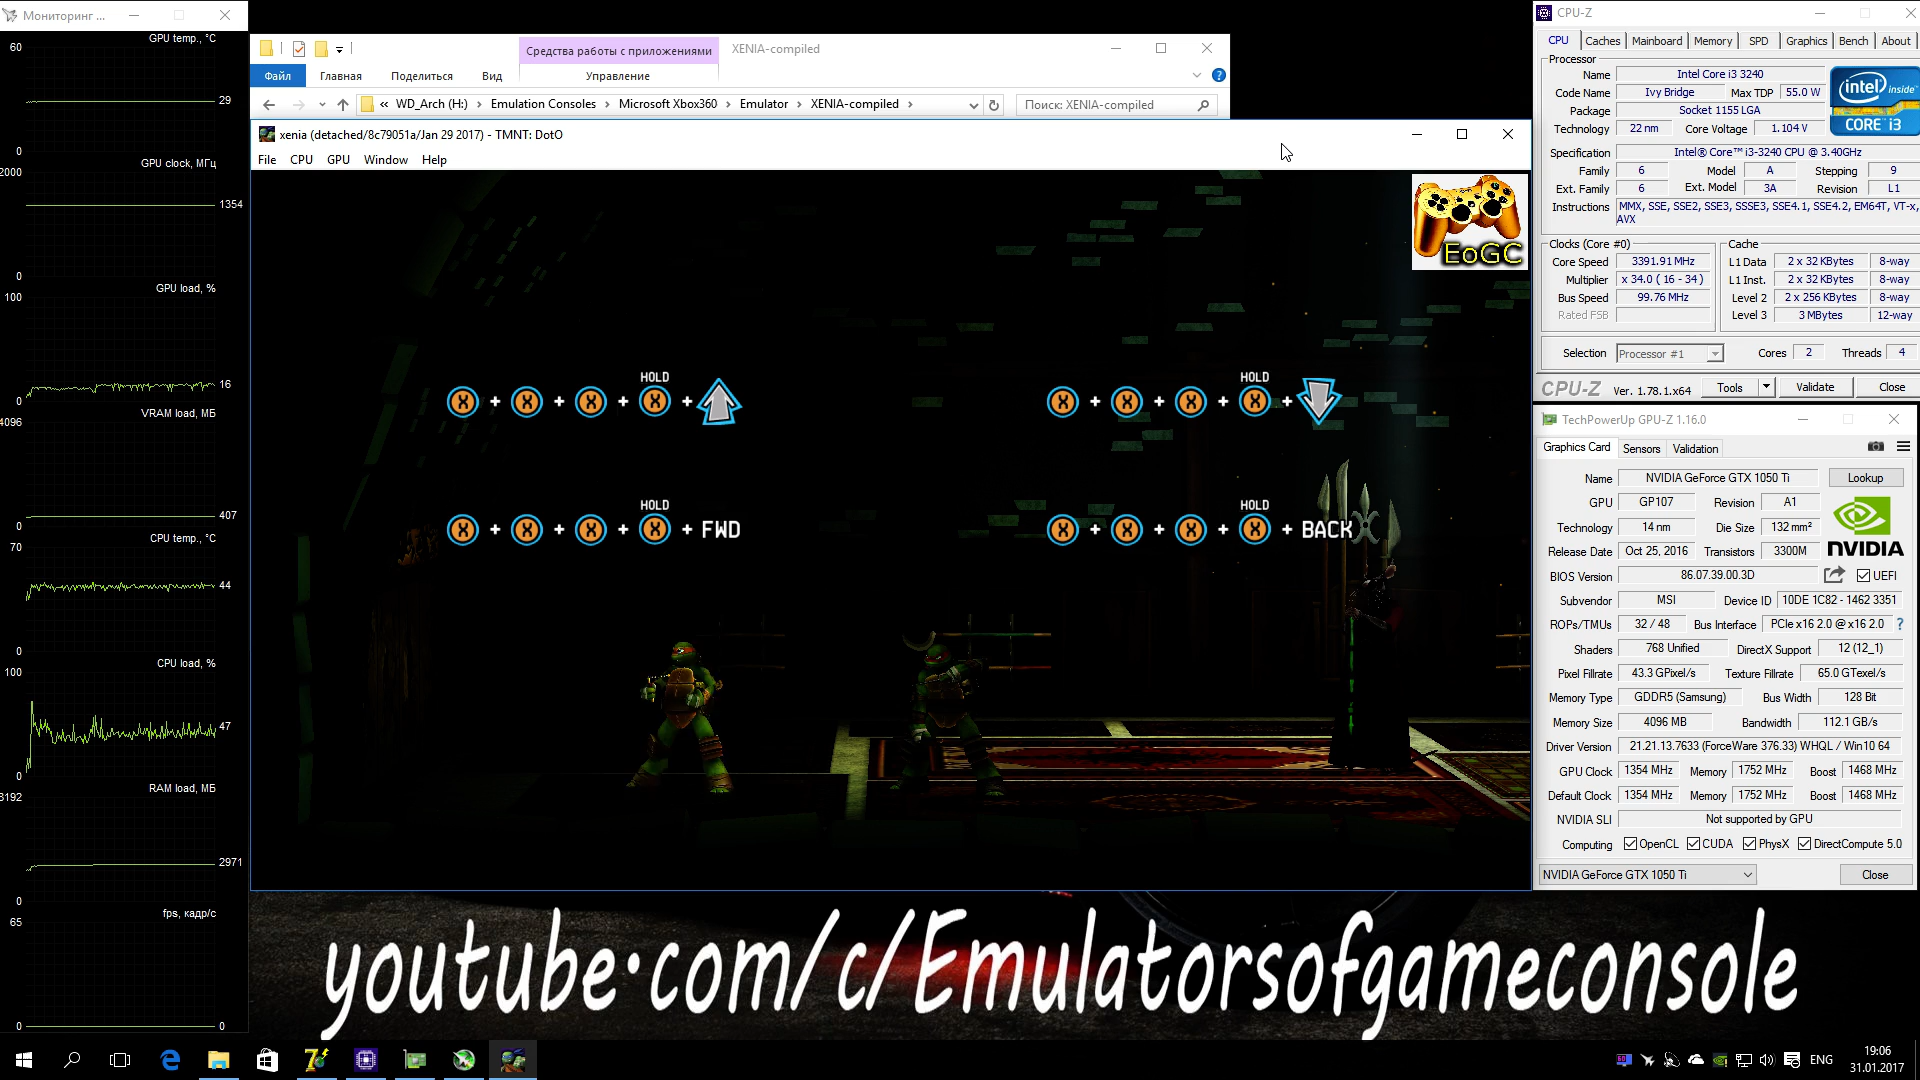 Мониторинг ...
GPU temp., °C
60
29
0
GPU clock, МГц
2000
1354
0
GPU load, %
100
16
0
VRAM load, МБ
4096
407
0
CPU temp., °C
70
44
0
CPU load, %
100
47
0
RAM load, МБ
8192
2971
0
fps, кадр/с
65
0
0
Средства работы с приложениями
XENIA-compiled
Файл
Главная
Поделиться
Вид
Управление
« WD_Arch (H:) > Emulation Consoles > Microsoft Xbox360 > Emulator > XENIA-compiled >
Поиск: XENIA-compiled
xenia (detached/8c79051a/Jan 29 2017) - TMNT: DotO
File CPU GPU Window Help
EoGC
HOLD
X + X + X + X +
HOLD
X + X + X + X +
HOLD
X + X + X + X + FWD
HOLD
X + X + X + X + BACK
youtube.com/c/Emulatorsofgameconsole
CPU-Z
CPU Caches Mainboard Memory SPD Graphics Bench About
Processor
Name Intel Core i3 3240
Code Name Ivy Bridge Max TDP 55.0 W
Package Socket 1155 LGA
Technology 22 nm Core Voltage 1.104 V
intel inside™
CORE i3
Specification Intel® Core™ i3-3240 CPU @ 3.40GHz
Family 6 Model A Stepping 9
Ext. Family 6 Ext. Model 3A Revision L1
Instructions MMX, SSE, SSE2, SSE3, SSSE3, SSE4.1, SSE4.2, EM64T, VT-x,
AVX
Clocks (Core #0)
Core Speed 3391.91 MHz
Multiplier x 34.0 ( 16 - 34 )
Bus Speed 99.76 MHz
Rated FSB
Cache
L1 Data 2 x 32 KBytes 8-way
L1 Inst. 2 x 32 KBytes 8-way
Level 2 2 x 256 KBytes 8-way
Level 3 3 MBytes 12-way
Selection Processor #1 Cores 2 Threads 4
CPU-Z Ver. 1.78.1.x64 Tools Validate Close
TechPowerUp GPU-Z 1.16.0
Graphics Card Sensors Validation
Name NVIDIA GeForce GTX 1050 Ti Lookup
GPU GP107 Revision A1
Technology 14 nm Die Size 132 mm²
Release Date Oct 25, 2016 Transistors 3300M
NVIDIA
BIOS Version 86.07.39.00.3D UEFI
Subvendor MSI Device ID 10DE 1C82 - 1462 3351
ROPs/TMUs 32 / 48 Bus Interface PCIe x16 2.0 @ x16 2.0 ?
Shaders 768 Unified DirectX Support 12 (12_1)
Pixel Fillrate 43.3 GPixel/s Texture Fillrate 65.0 GTexel/s
Memory Type GDDR5 (Samsung) Bus Width 128 Bit
Memory Size 4096 MB Bandwidth 112.1 GB/s
Driver Version 21.21.13.7633 (ForceWare 376.33) WHQL / Win10 64
GPU Clock 1354 MHz Memory 1752 MHz Boost 1468 MHz
Default Clock 1354 MHz Memory 1752 MHz Boost 1468 MHz
NVIDIA SLI Not supported by GPU
Computing OpenCL CUDA PhysX DirectCompute 5.0
NVIDIA GeForce GTX 1050 Ti Close
ENG
19:06
31.01.2017